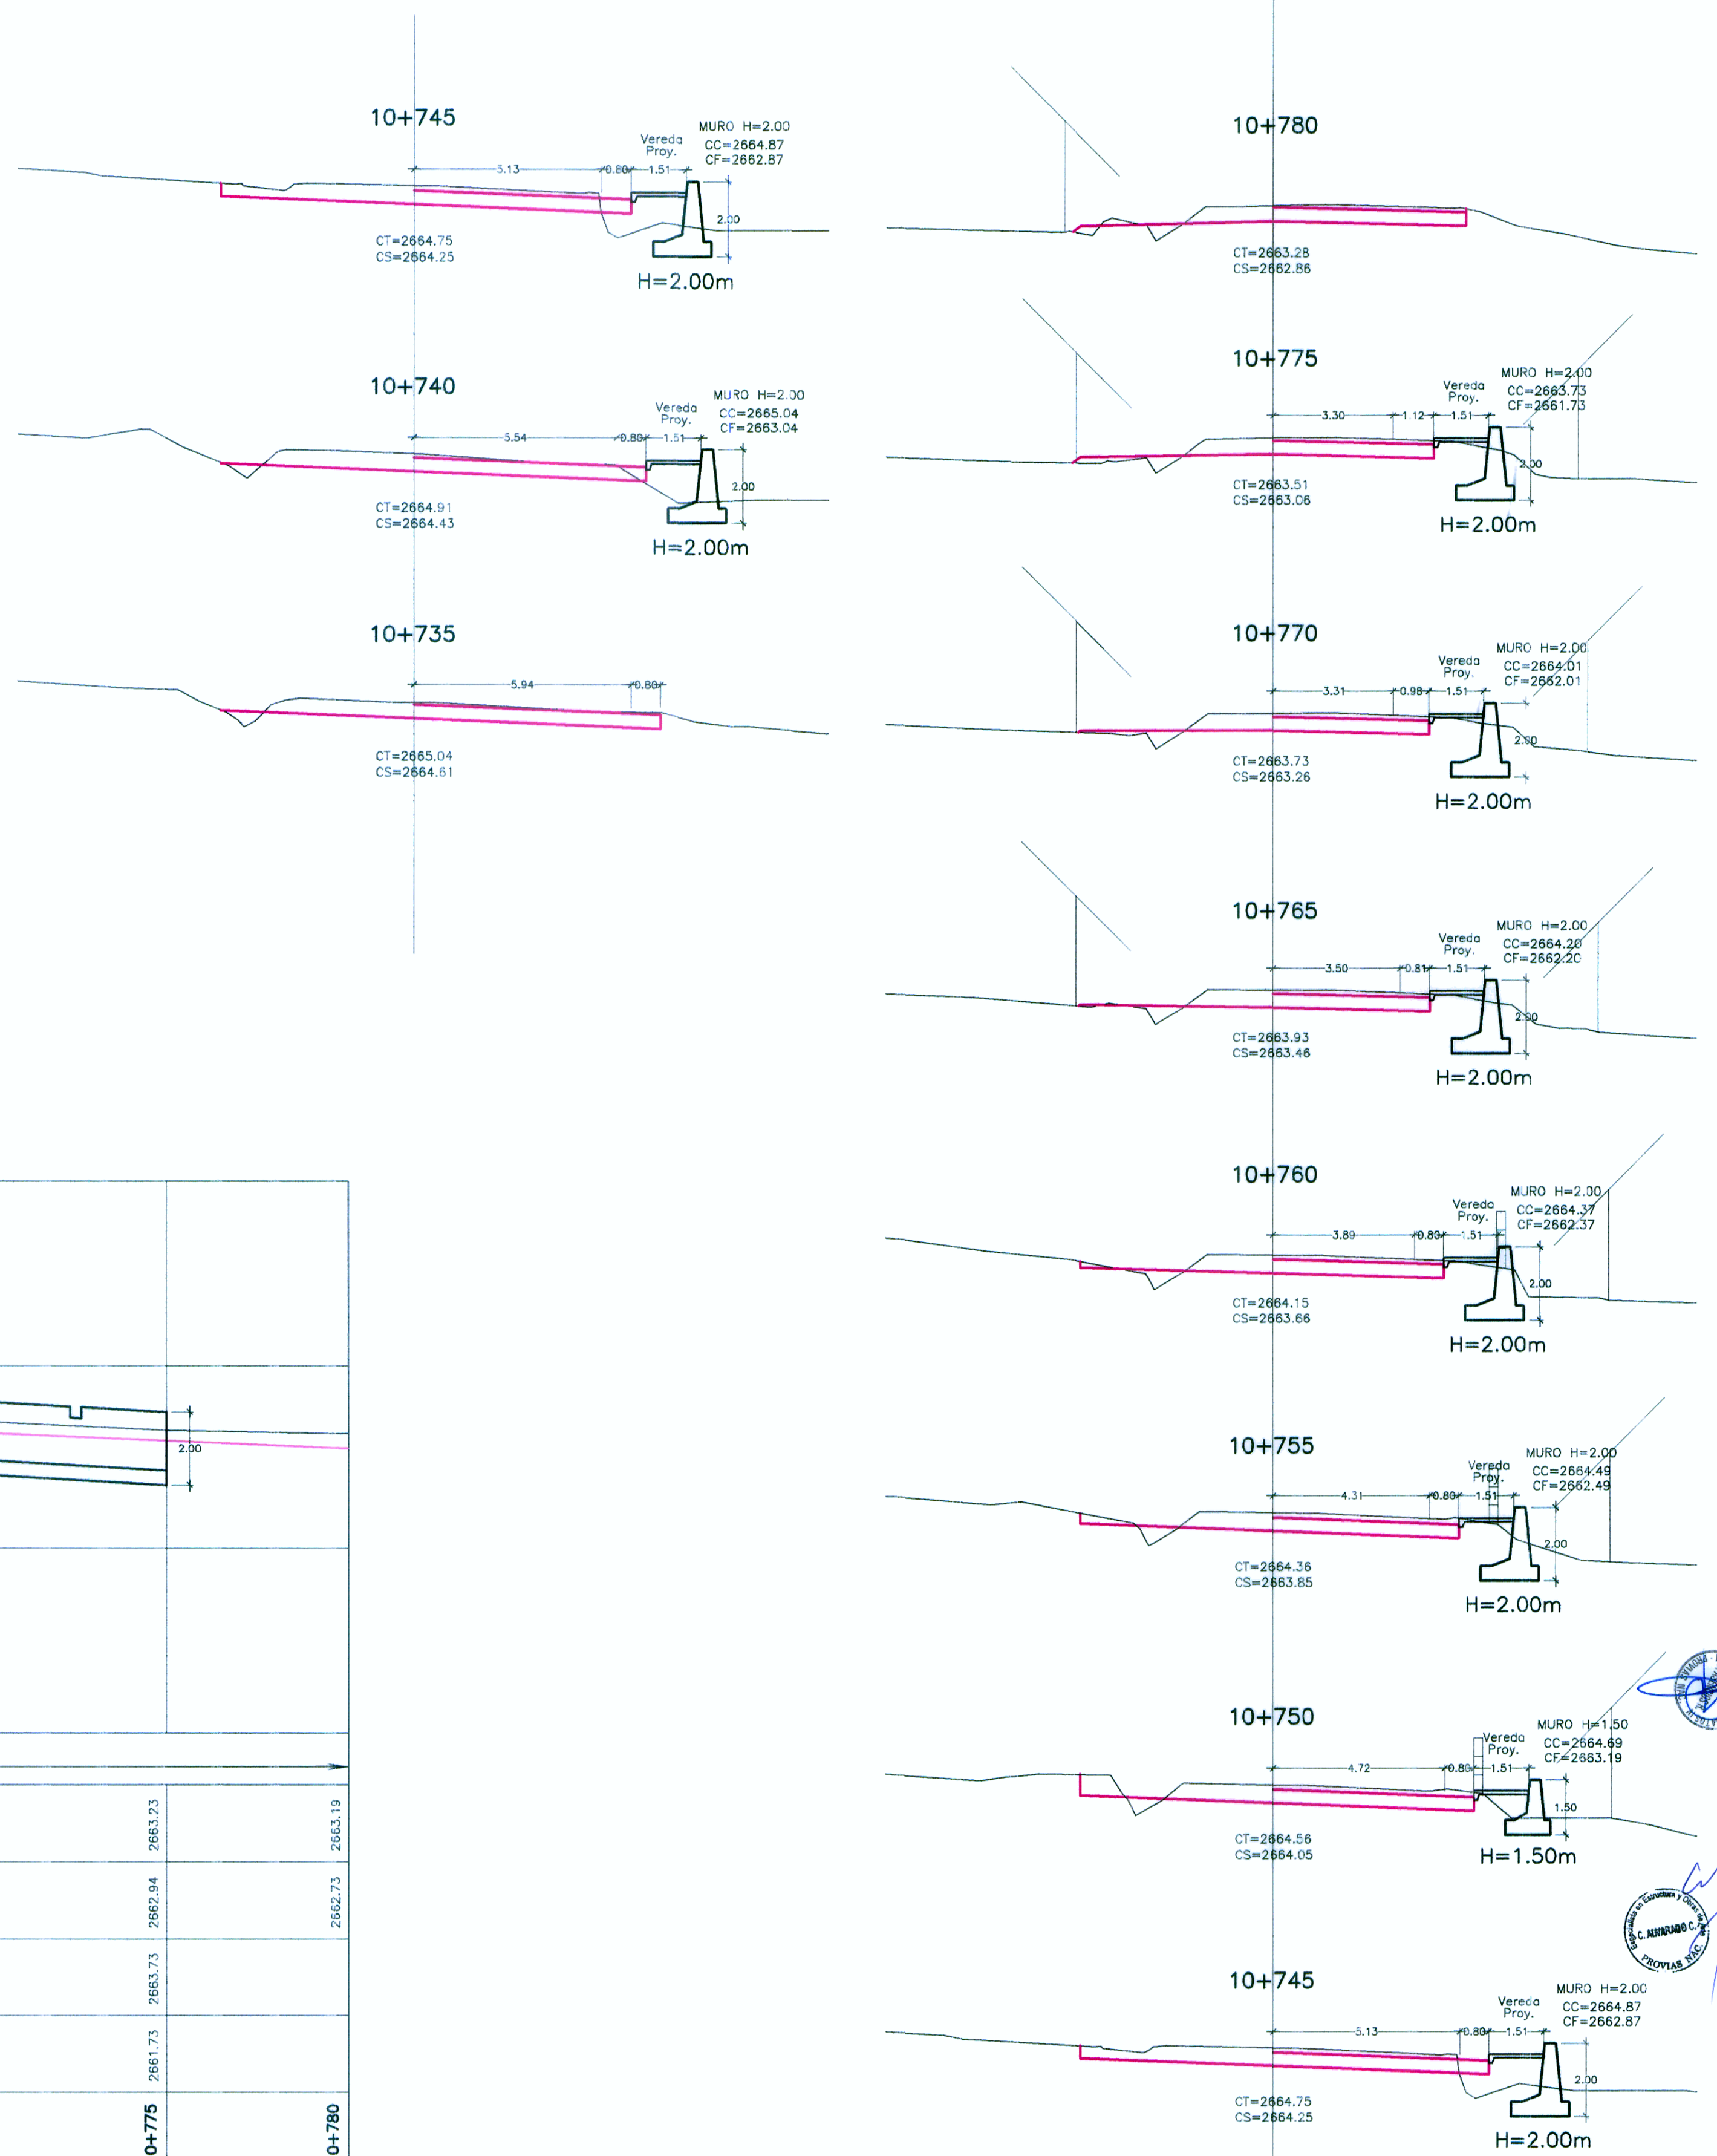 10+745
Vereda
Proy.
MURO H=2.00
CC=2664.87
CF=2662.87
5.13
0.80
1.51
2.00
CT=2664.75
CS=2664.25
H=2.00m
10+740
Vereda
Proy.
MURO H=2.00
CC=2665.04
CF=2663.04
5.54
0.80
1.51
2.00
CT=2664.91
CS=2664.43
H=2.00m
10+735
5.94
0.80
CT=2665.04
CS=2664.61
2.00
2663.23
2663.19
2662.94
2662.73
2663.73
2661.73
0+775
0+780
10+780
CT=2663.28
CS=2662.86
10+775
Vereda
Proy.
MURO H=2.00
CC=2663.73
CF=2661.73
3.30
1.12
1.51
2.00
CT=2663.51
CS=2663.06
H=2.00m
10+770
Vereda
Proy.
MURO H=2.00
CC=2664.01
CF=2662.01
3.31
0.98
1.51
2.00
CT=2663.73
CS=2663.26
H=2.00m
10+765
Vereda
Proy.
MURO H=2.00
CC=2664.20
CF=2662.20
3.50
0.81
1.51
2.00
CT=2663.93
CS=2663.46
H=2.00m
10+760
Vereda
Proy.
MURO H=2.00
CC=2664.37
CF=2662.37
3.89
0.80
1.51
2.00
CT=2664.15
CS=2663.66
H=2.00m
10+755
Vereda
Proy.
MURO H=2.00
CC=2664.49
CF=2662.49
4.31
0.80
1.51
2.00
CT=2664.36
CS=2663.85
H=2.00m
10+750
Vereda
Proy.
MURO H=1.50
CC=2664.69
CF=2663.19
4.72
0.80
1.51
1.50
CT=2664.56
CS=2664.05
H=1.50m
Especialista en Estructura y Obras de
C. ALVARADO C.
PROVIAS NAC.
10+745
Vereda
Proy.
MURO H=2.00
CC=2664.87
CF=2662.87
5.13
0.80
1.51
2.00
CT=2664.75
CS=2664.25
H=2.00m